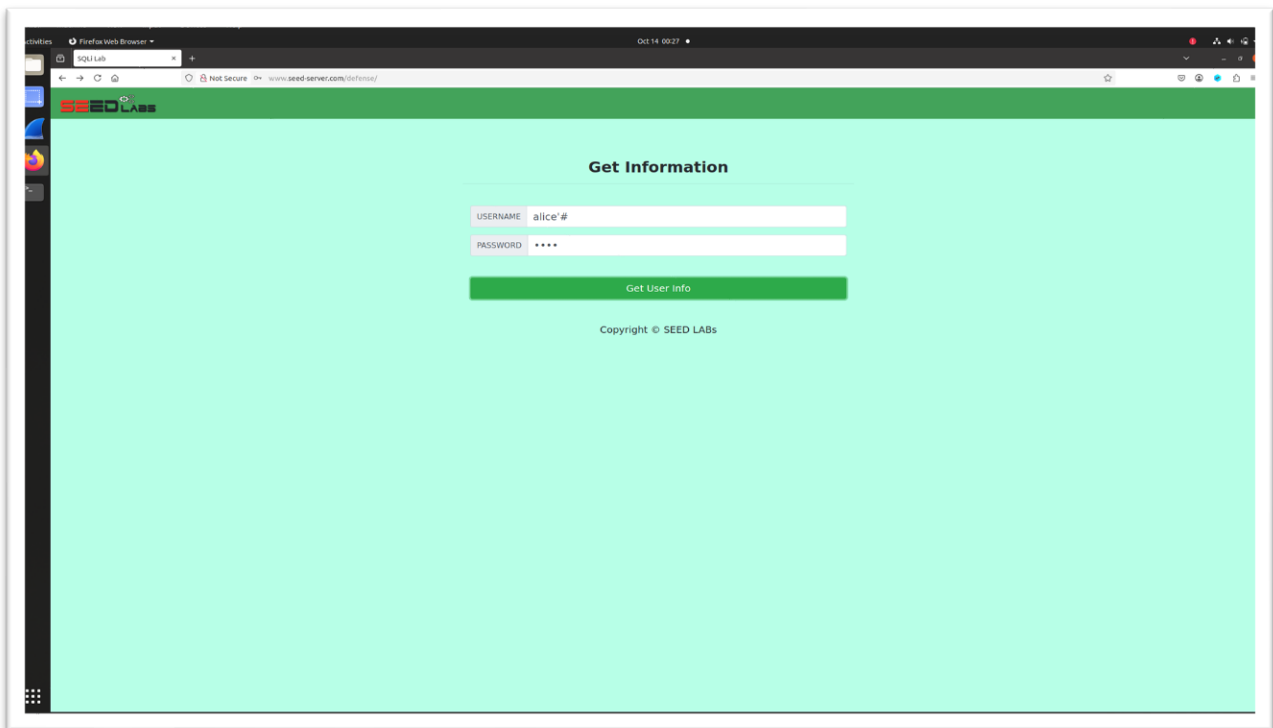 Activities Firefox Web Browser Oct 14 00:27
SQLi Lab
Not Secure www.seed-server.com/defense/
SEED LABS
Get Information
USERNAME alice'#
PASSWORD ••••
Get User Info
Copyright © SEED LABs